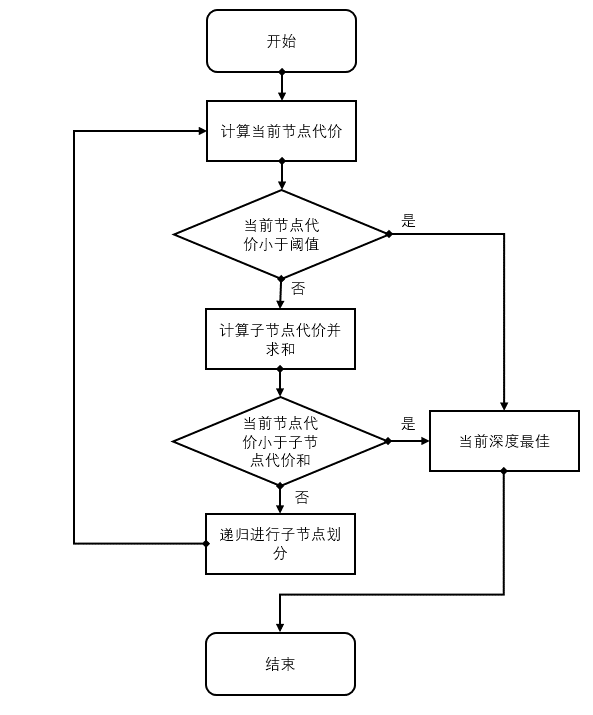 开始
计算当前节点代价
当前节点代
价小于阈值
是
否
计算子节点代价并
求和
当前节点代
价小于子节
点代价和
是
当前深度最佳
否
递归进行子节点划
分
结束